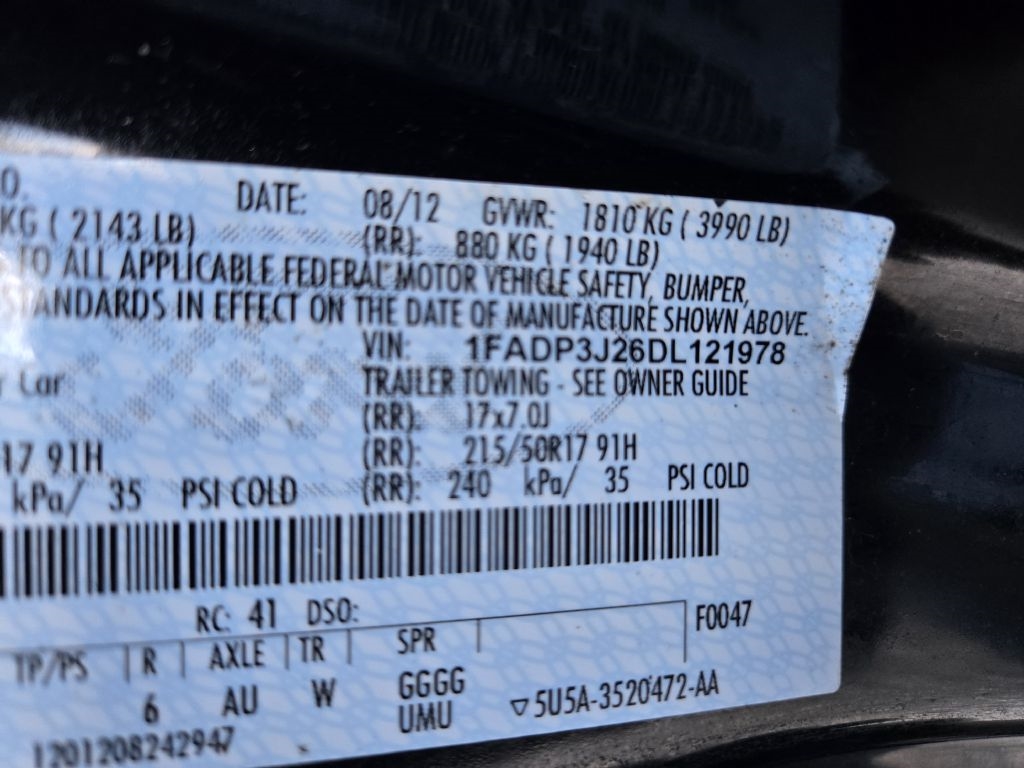 O. DATE: 08/12 GVWR: 1810 KG ( 3990 LB)
KG ( 2143 LB) (RR): 880 KG ( 1940 LB)
TO ALL APPLICABLE FEDERAL MOTOR VEHICLE SAFETY, BUMPER,
TANDARDS IN EFFECT ON THE DATE OF MANUFACTURE SHOWN ABOVE.
VIN: 1FADP3J26DL121978
r Car TRAILER TOWING - SEE OWNER GUIDE
(RR): 17x7.0J
17 91H (RR): 215/50R17 91H
kPa/ 35 PSI COLD (RR): 240 kPa/ 35 PSI COLD
RC: 41 DSO: F0047
TP/PS R AXLE TR SPR
6 AU W GGGG
UMU ▽5U5A-3520472-AA
1201208242947